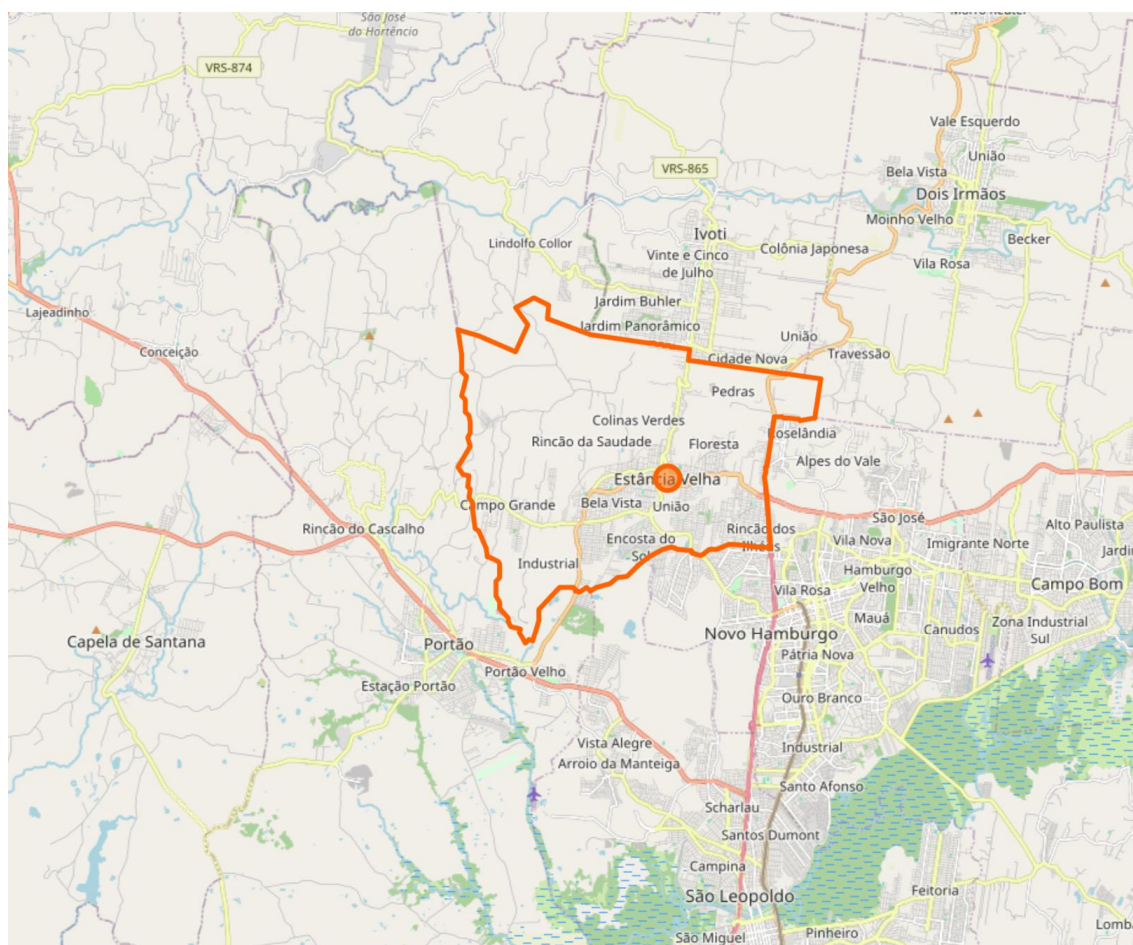 São José
do Hortêncio
Morro Reuter
VRS-874
Vale Esquerdo
União
VRS-865
Bela Vista
Dois Irmãos
Moinho Velho
Ivoti
Lindolfo Collor
Becker
Vinte e Cinco
de Julho
Colônia Japonesa
Vila Rosa
Jardim Buhler
Lajeadinho
Jardim Panorâmico
União
Conceição
Cidade Nova
Travessão
Pedras
Colinas Verdes
Roselândia
Rincão da Saudade
Floresta
Alpes do Vale
Estância Velha
Campo Grande
Bela Vista
União
São José
Rincão do Cascalho
Alto Paulista
Rincão dos
Ilhéus
Encosta do
Sol
Vila Nova
Imigrante Norte
Jardim
Industrial
Hamburgo
Velho
Campo Bom
Vila Rosa
Capela de Santana
Portão
Novo Hamburgo
Mauá
Canudos
Zona Industrial
Sul
Pátria Nova
Portão Velho
Estação Portão
Ouro Branco
Vista Alegre
Industrial
Arroio da Manteiga
Santo Afonso
Scharlau
Santos Dumont
Campina
São Leopoldo
Feitoria
São Miguel
Pinheiro
Lomba